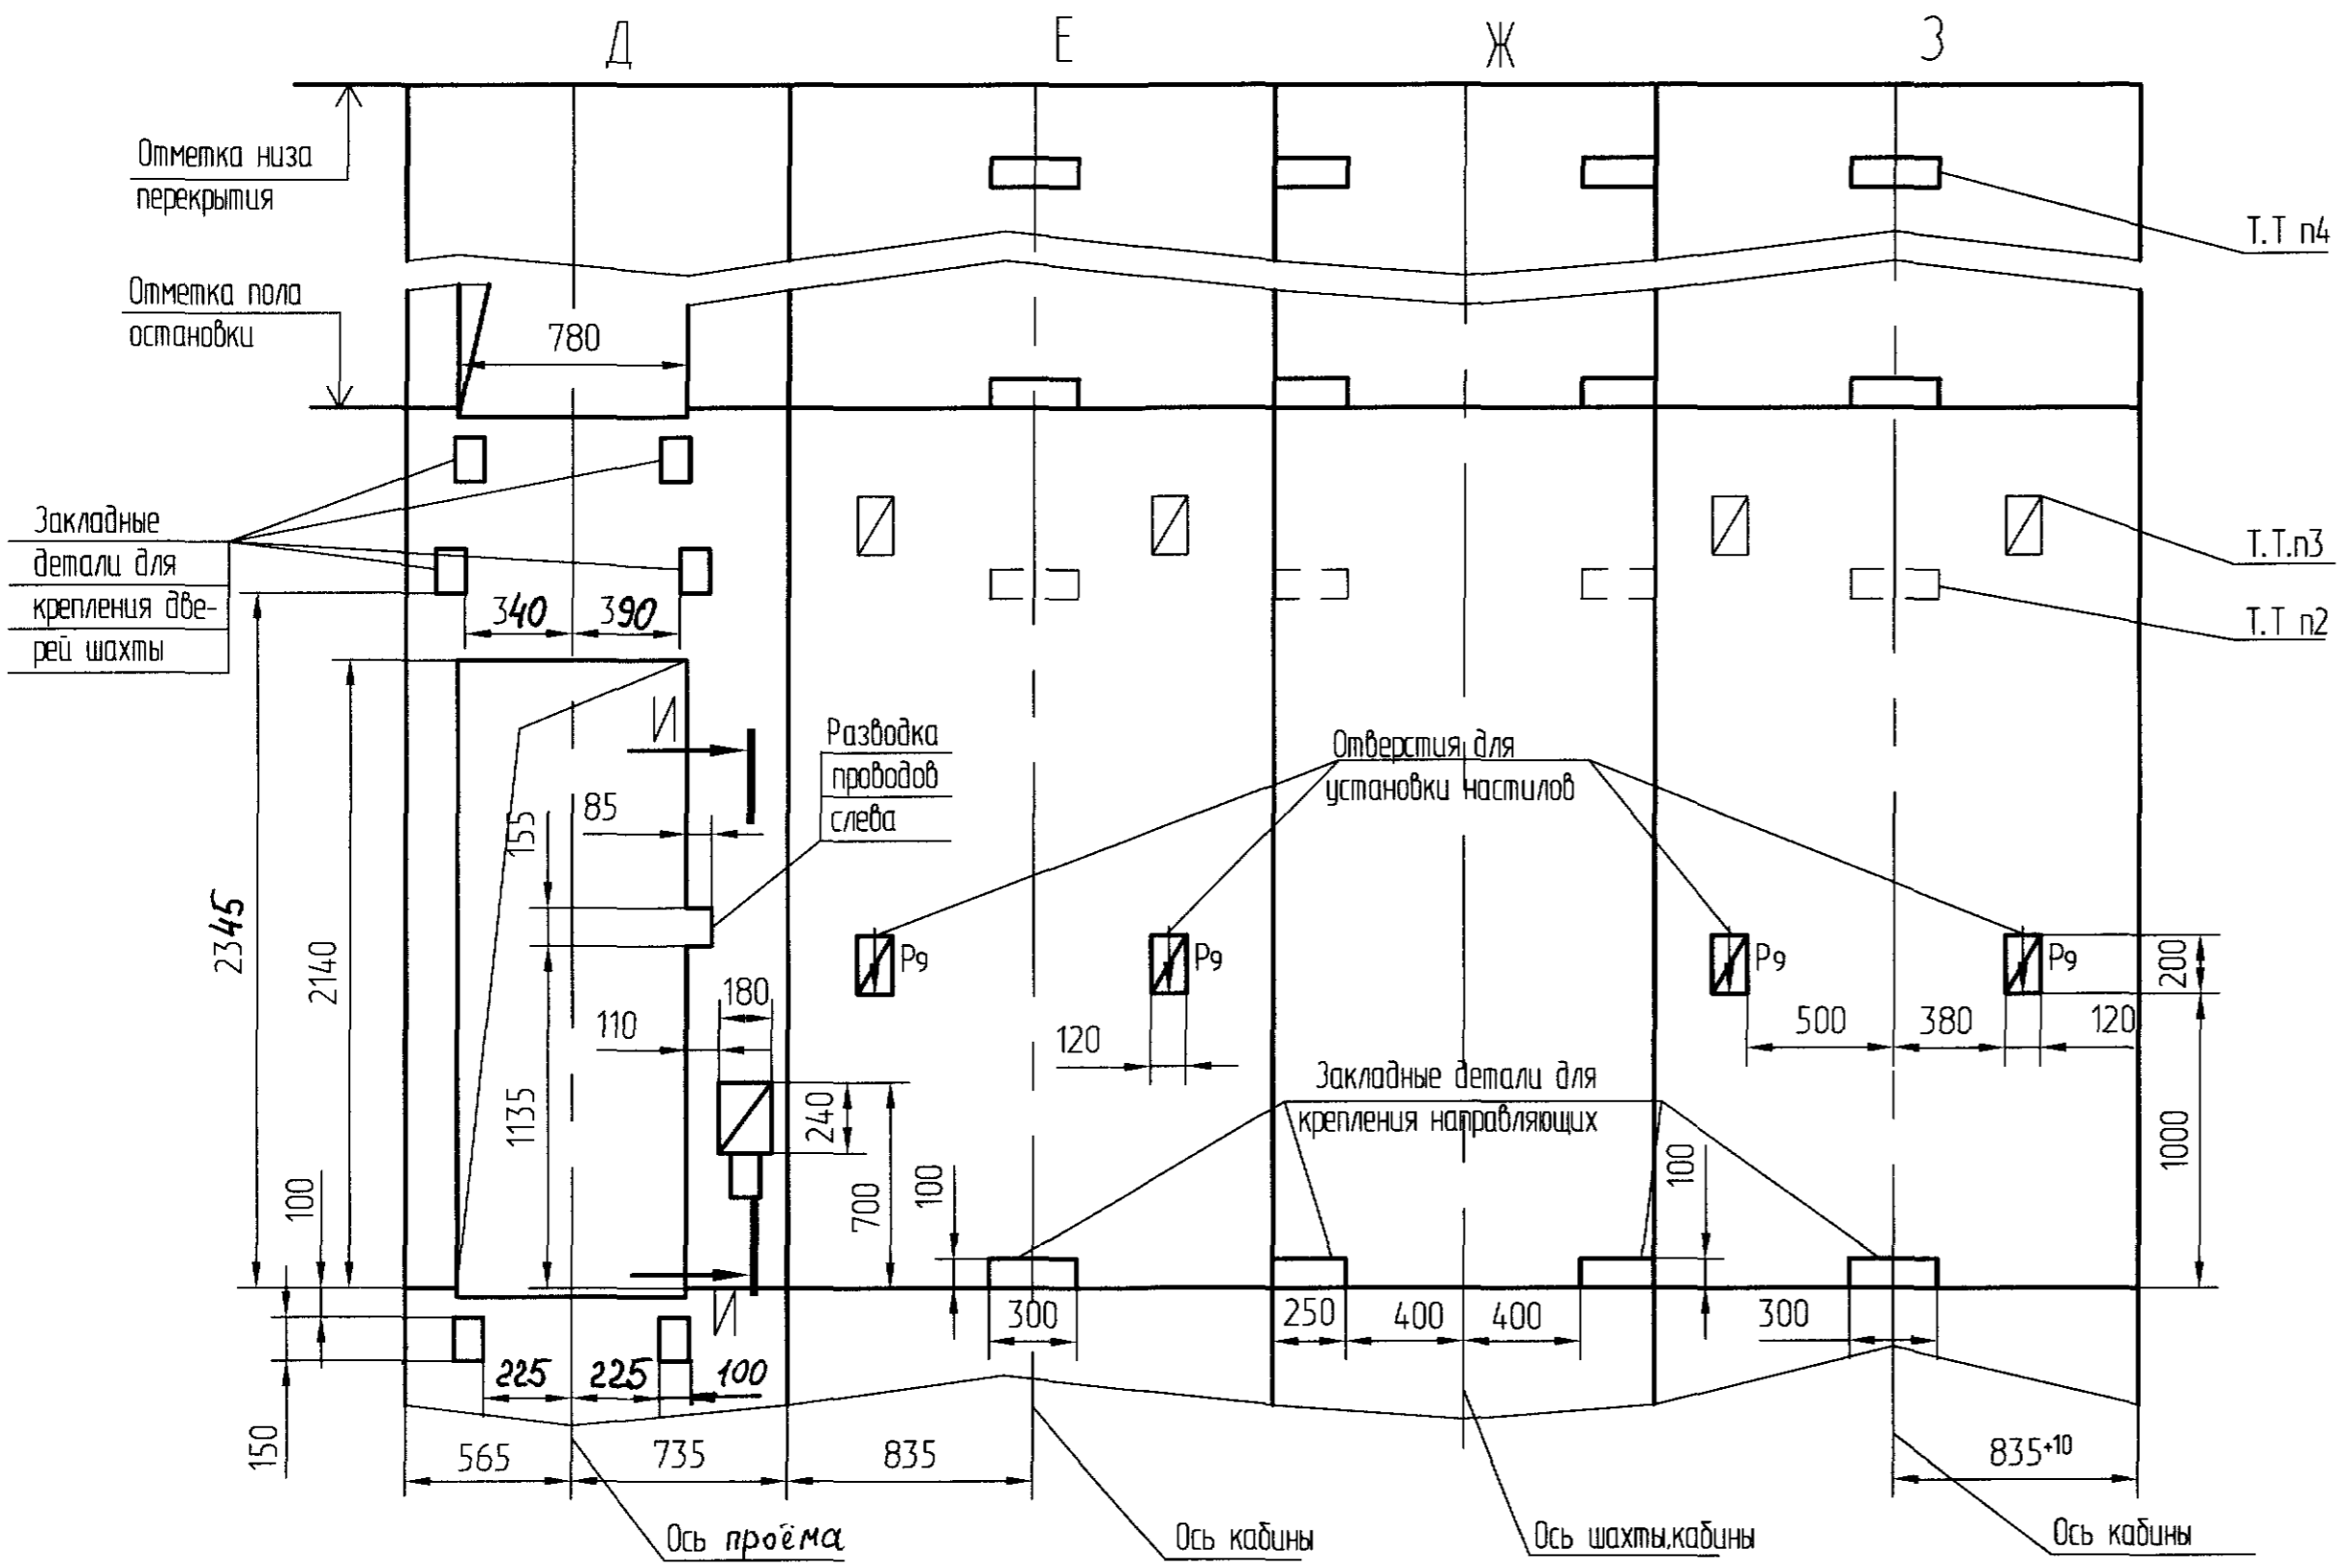 Д
Е
Ж
З
Отметка низа
перекрытия
Т.Т п4
Отметка пола
остановки
780
Закладные
детали для
крепления две-
рей шахты
340
390
Т.Т.п3
Т.Т п2
И
Разводка
проводов
слева
85
155
Отверстия для
установки настилов
2345
2140
Р9
Р9
Р9
Р9
200
180
110
120
500
380
120
1135
240
700
Закладные детали для
крепления направляющих
100
100
100
1000
И
300
250
400
400
300
225
225
100
150
565
735
835
835+10
Ось проёма
Ось кабины
Ось шахты,кабины
Ось кабины